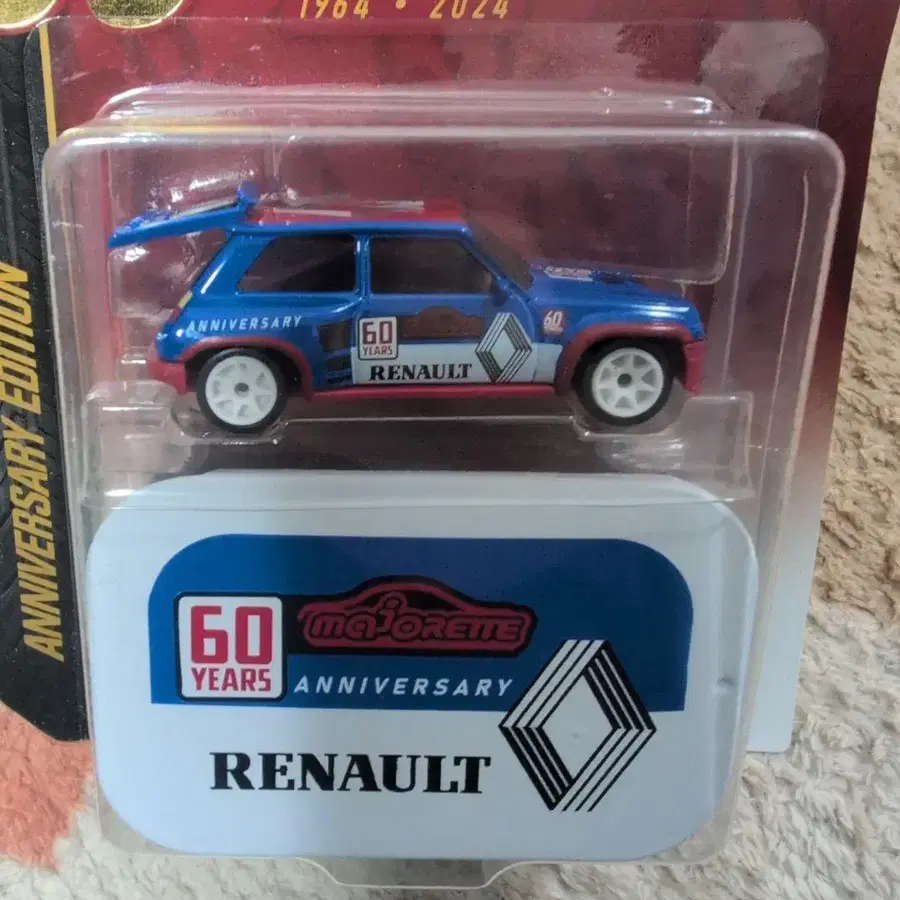 1964 • 2024
ANNIVERSARY EDITION
ANNIVERSARY
60
YEARS
RENAULT
60
60
YEARS
majorette
ANNIVERSARY
RENAULT